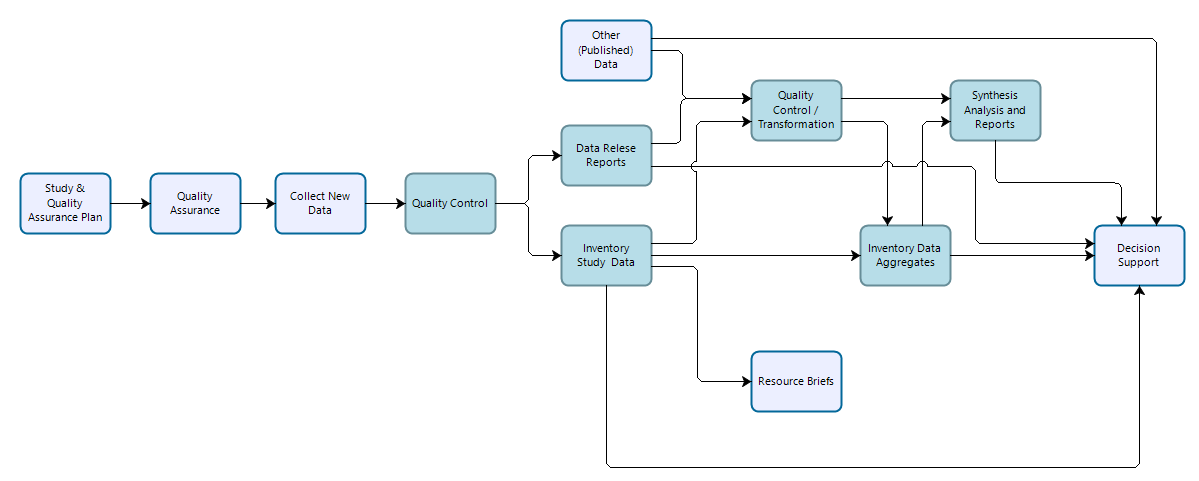 Other
(Published)
Data
Quality
Control /
Transformation
Synthesis
Analysis and
Reports
Data Relese
Reports
Study &
Quality
Assurance Plan
Quality
Assurance
Collect New
Data
Quality Control
Inventory
Study  Data
Inventory Data
Aggregates
Decision
Support
Resource Briefs